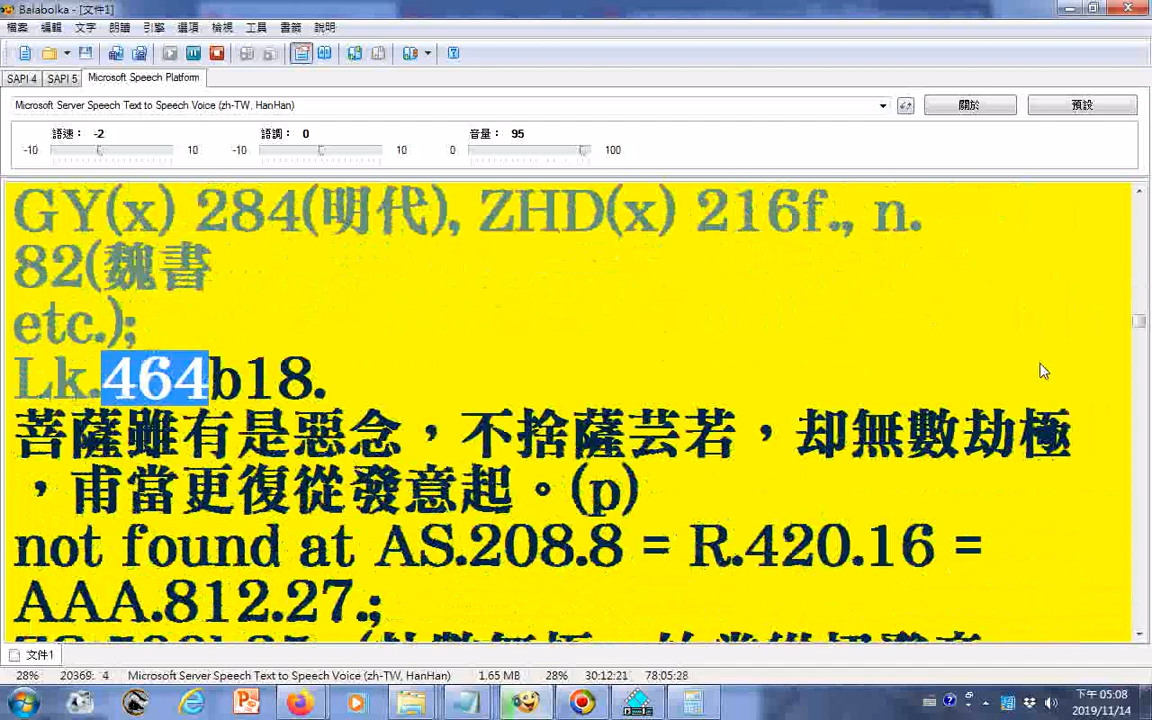 Balabolka - [文件1]
檔案 編輯 文字 朗讀 引擎 選項 檢視 工具 書籤 說明
SAPI 4 SAPI 5 Microsoft Speech Platform
Microsoft Server Speech Text to Speech Voice (zh-TW, HanHan) 關於 預設
語速： -2 語調： 0 音量： 95
-10 10 -10 10 0 100
GY(x) 284(明代), ZHD(x) 216f., n.
82(魏書
etc.);
Lk.464b18.
菩薩雖有是惡念，不捨薩芸若，却無數劫極
，甫當更復從發意起。(p)
not found at AS.208.8 = R.420.16 =
AAA.812.27.;
文件1
28% 20369: 4 Microsoft Server Speech Text to Speech Voice (zh-TW, HanHan) 1.65 MB 28% 30:12:21 78:05:28
下午 05:08
2019/11/14